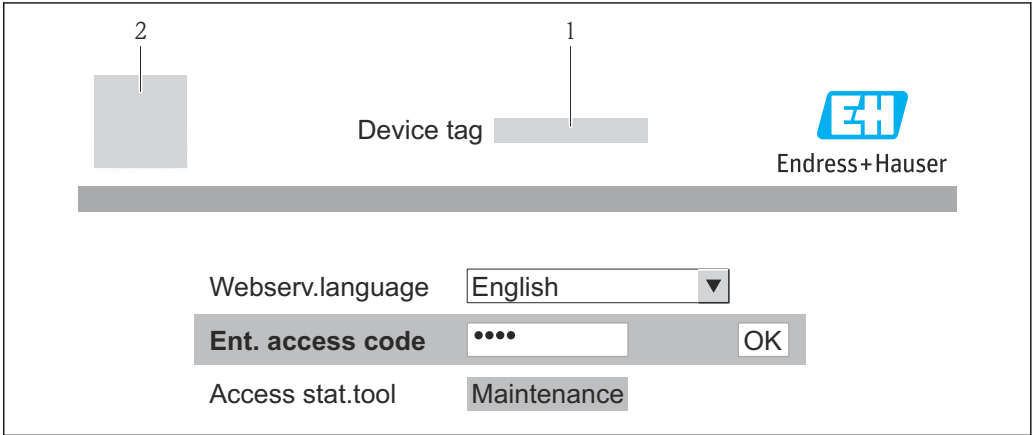 2 1
Device tag
EH
Endress+Hauser
Webserv.language English
Ent. access code •••• OK
Access stat.tool Maintenance